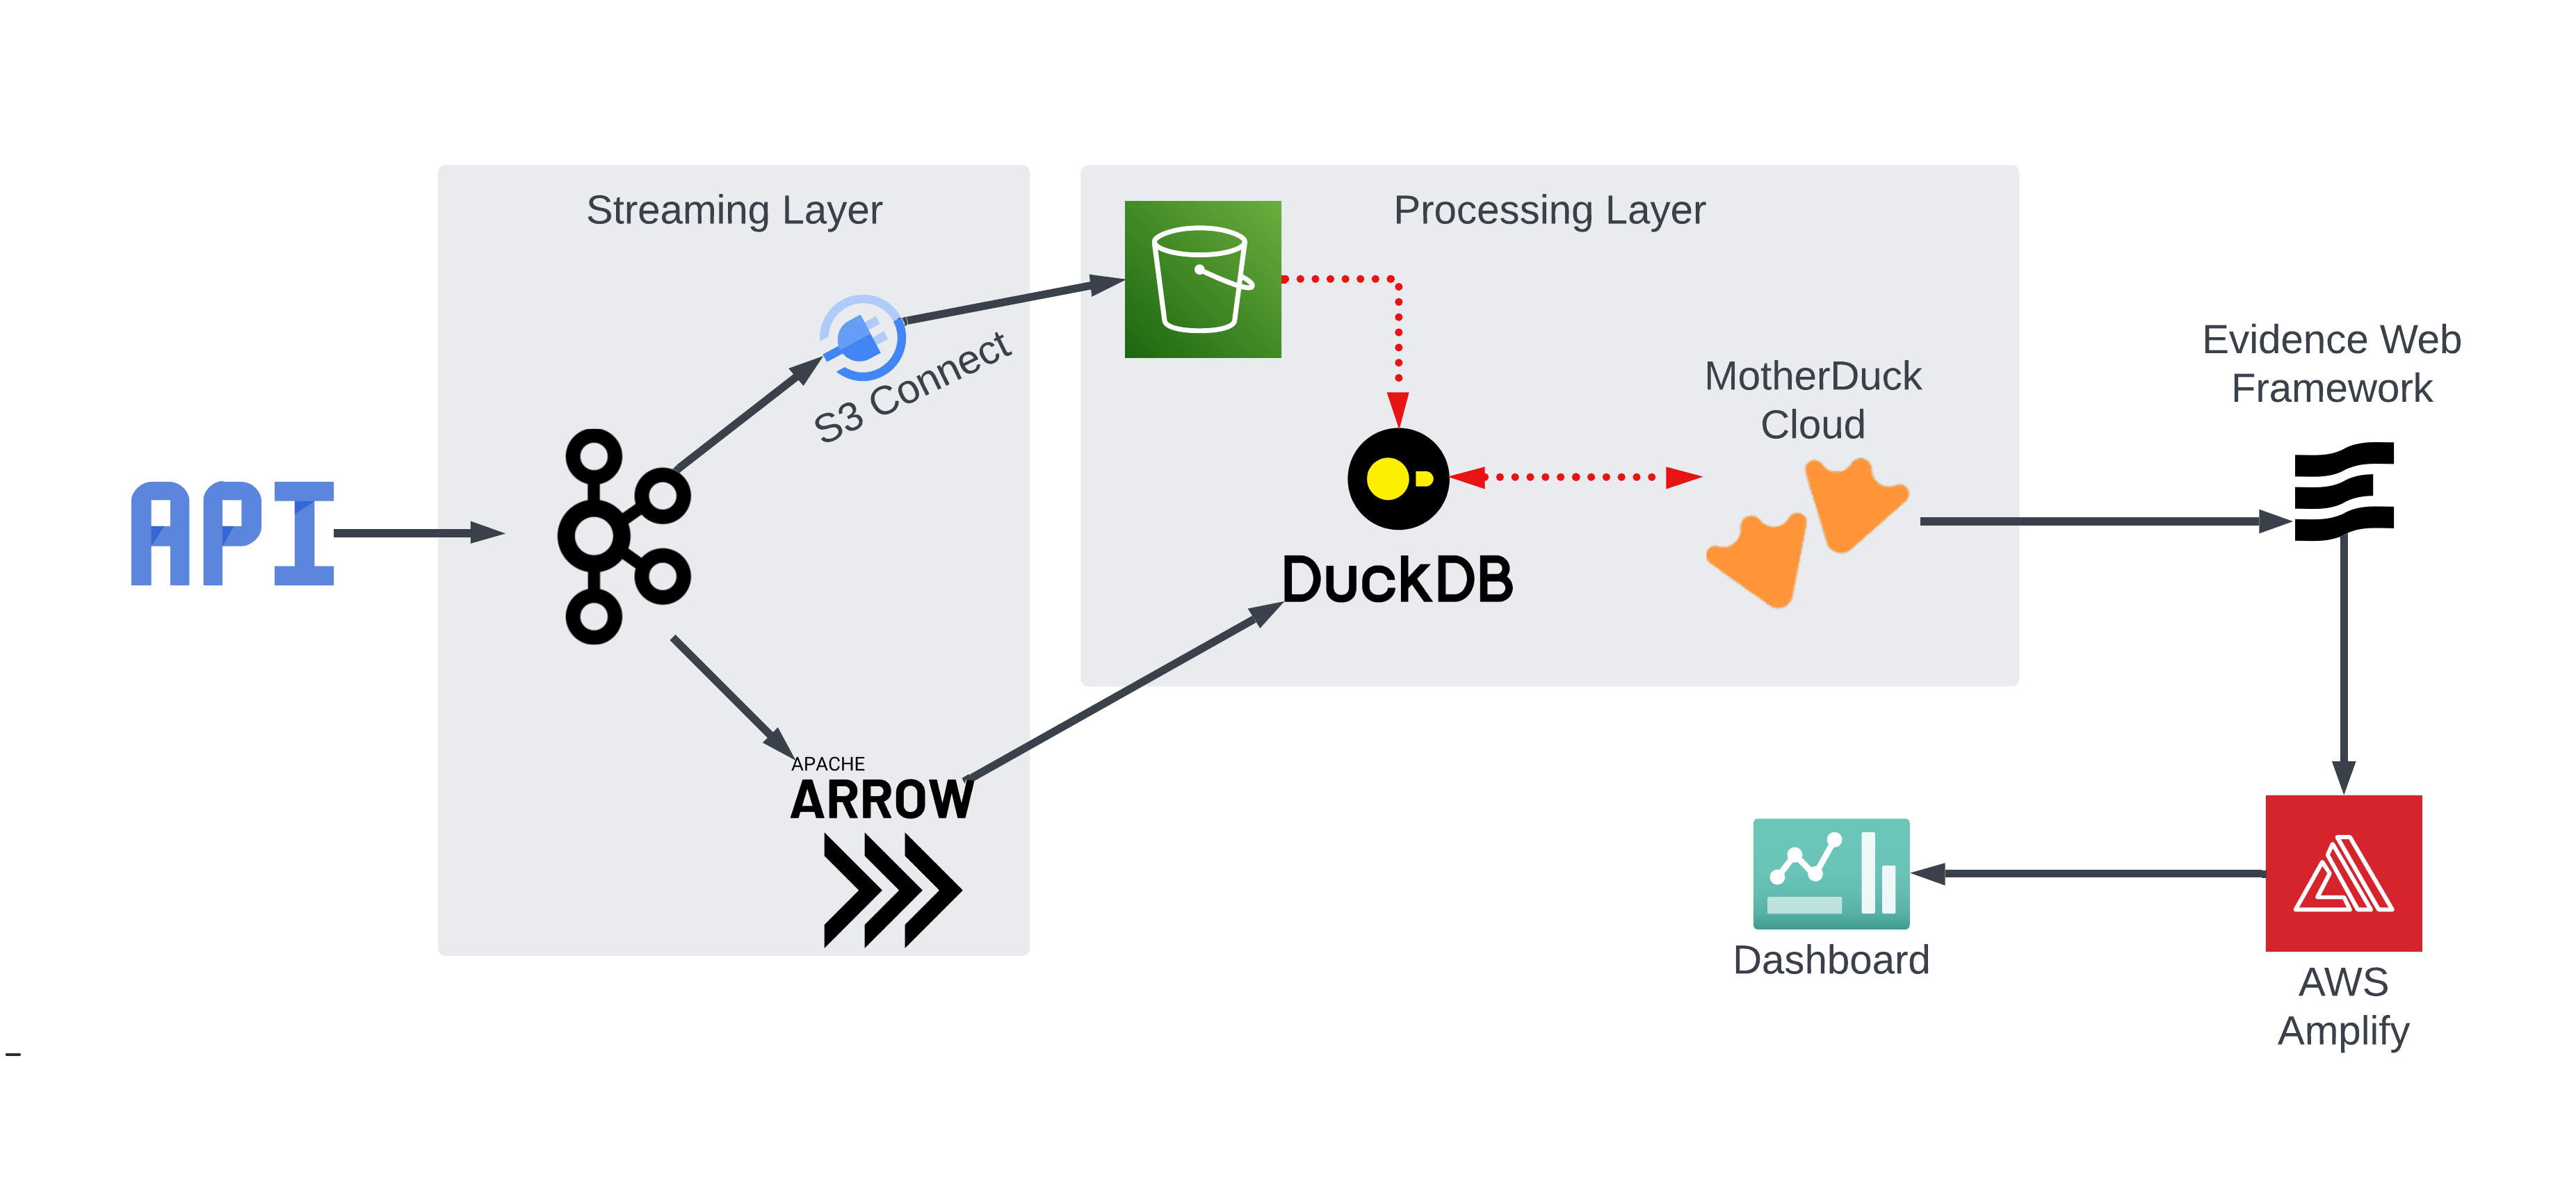 Streaming Layer
Processing Layer
S3 Connect
API
APACHE
ARROW
DuckDB
MotherDuck
Cloud
Evidence Web
Framework
Dashboard
AWS
Amplify
–